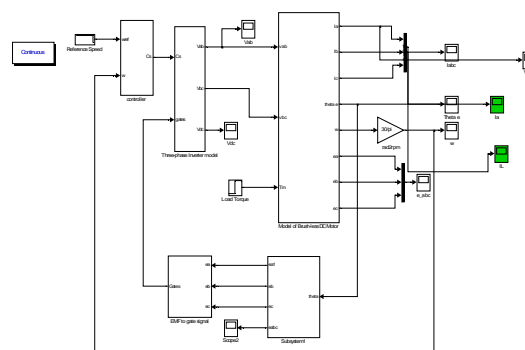 Continuous
Reference Speed
wref
w
Cs
controller
Cs
gates
Vab
Vbc
Vdc
Three-phase Inverter model
Vab
Vdc
Load Torque
vab
vbc
Tm
ia
ib
ic
theta e
w
ea
eb
ec
Model of Brushless DC Motor
30/pi
rad2rpm
Iabc
Theta e
w
e_abc
Ia
IL
Gates
ea
eb
ec
EMF to gate signal
eb
ec
eabc
theta
Subsystem1
Scope2